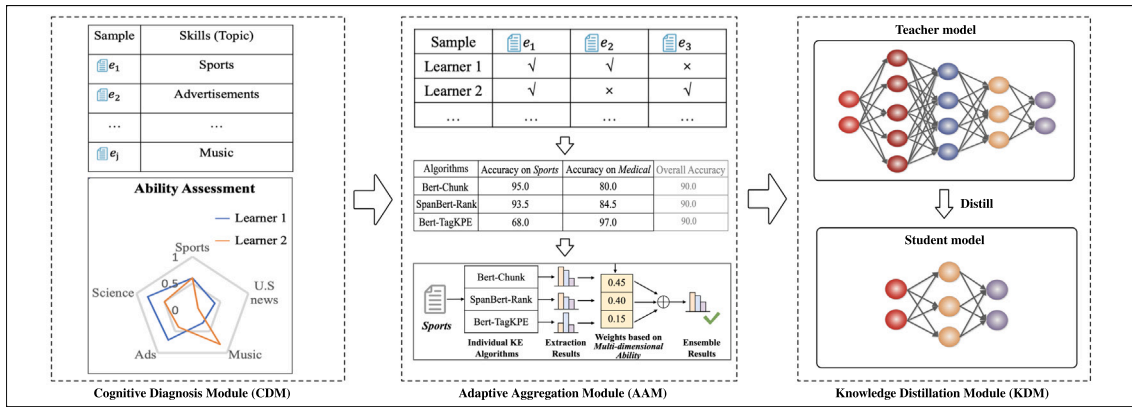 Sample Skills (Topic)
e1 Sports
e2 Advertisements
... ...
ej Music
Ability Assessment
Learner 1
Learner 2
Sports
1
0.5
0
Science
U.S
news
Ads
Music
Cognitive Diagnosis Module (CDM)
Sample e1 e2 e3
Learner 1 √ √ ×
Learner 2 √ × √
... ... ... ...
Algorithms Accuracy on Sports Accuracy on Medical Overall Accuracy
Bert-Chunk 95.0 80.0 90.0
SpanBert-Rank 93.5 84.5 90.0
Bert-TagKPE 68.0 97.0 90.0
Sports
Bert-Chunk
SpanBert-Rank
Bert-TagKPE
0.45
0.40
0.15
Individual KE
Algorithms
Extraction
Results
Weights based on
Multi-dimensional
Ability
Ensemble
Results
Adaptive Aggregation Module (AAM)
Teacher model
Distill
Student model
Knowledge Distillation Module (KDM)